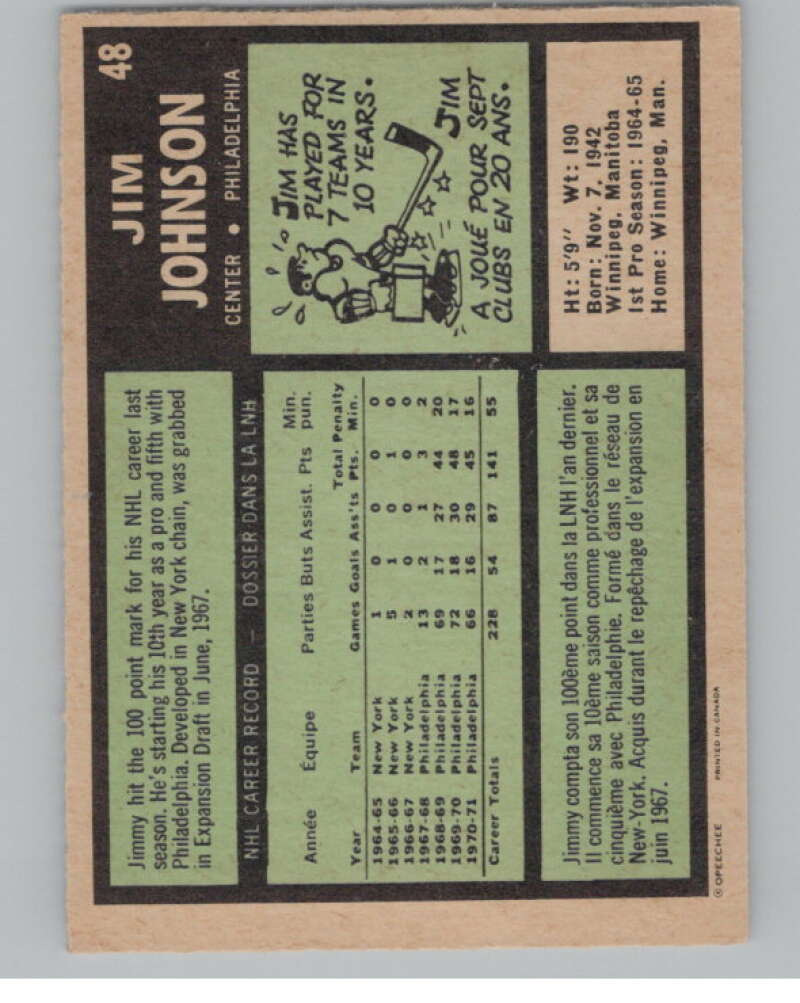 48
JIM
JOHNSON
CENTER • PHILADELPHIA
Jimmy hit the 100 point mark for his NHL career last
season. He's starting his 10th year as a pro and fifth with
Philadelphia. Developed in New York chain, was grabbed
in Expansion Draft in June, 1967.
JIM HAS
PLAYED FOR
7 TEAMS IN
10 YEARS.
JIM
A JOUÉ POUR SEPT
CLUBS EN 20 ANS.
NHL CAREER RECORD — DOSSIER DANS LA LNH
Année Équipe Parties Buts Assist. Pts Min. pun.
Year Team Games Goals Ass'ts Total Pts. Penalty Min.
1964-65 New York 1 0 0 0 0
1965-66 New York 5 1 0 1 0
1966-67 New York 2 0 0 0 0
1967-68 Philadelphia 13 2 1 3 2
1968-69 Philadelphia 69 17 27 44 20
1969-70 Philadelphia 72 18 30 48 17
1970-71 Philadelphia 66 16 29 45 16
Career Totals 228 54 87 141 55
Ht: 5'9" Wt: 190
Born: Nov. 7, 1942
Winnipeg, Manitoba
1st Pro Season: 1964-65
Home: Winnipeg, Man.
Jimmy compta son 100ème point dans la LNH l'an dernier.
Il commence sa 10ème saison comme professionnel et sa
cinquième avec Philadelphie. Formé dans le réseau de
New-York. Acquis durant le repêchage de l'expansion en
juin 1967.
© OPEECHEE PRINTED IN CANADA